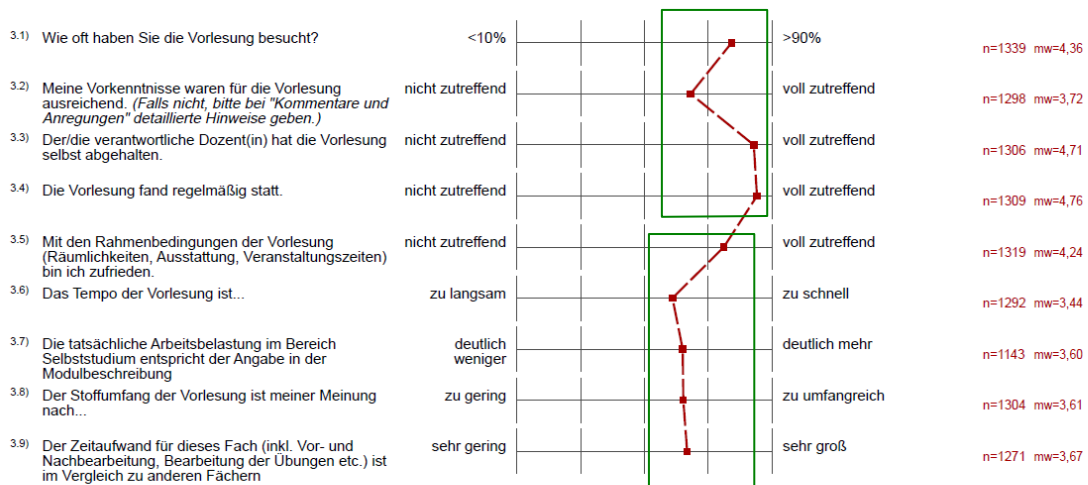 3.1) Wie oft haben Sie die Vorlesung besucht? <10% >90% n=1339 mw=4,36
3.2) Meine Vorkenntnisse waren für die Vorlesung nicht zutreffend voll zutreffend n=1298 mw=3,72
ausreichend. (Falls nicht, bitte bei "Kommentare und
Anregungen" detaillierte Hinweise geben.)
3.3) Der/die verantwortliche Dozent(in) hat die Vorlesung nicht zutreffend voll zutreffend n=1306 mw=4,71
selbst abgehalten.
3.4) Die Vorlesung fand regelmäßig statt. nicht zutreffend voll zutreffend n=1309 mw=4,76
3.5) Mit den Rahmenbedingungen der Vorlesung nicht zutreffend voll zutreffend n=1319 mw=4,24
(Räumlichkeiten, Ausstattung, Veranstaltungszeiten)
bin ich zufrieden.
3.6) Das Tempo der Vorlesung ist... zu langsam zu schnell n=1292 mw=3,44
3.7) Die tatsächliche Arbeitsbelastung im Bereich deutlich deutlich mehr n=1143 mw=3,60
Selbststudium entspricht der Angabe in der weniger
Modulbeschreibung
3.8) Der Stoffumfang der Vorlesung ist meiner Meinung zu gering zu umfangreich n=1304 mw=3,61
nach...
3.9) Der Zeitaufwand für dieses Fach (inkl. Vor- und sehr gering sehr groß n=1271 mw=3,67
Nachbearbeitung, Bearbeitung der Übungen etc.) ist
im Vergleich zu anderen Fächern